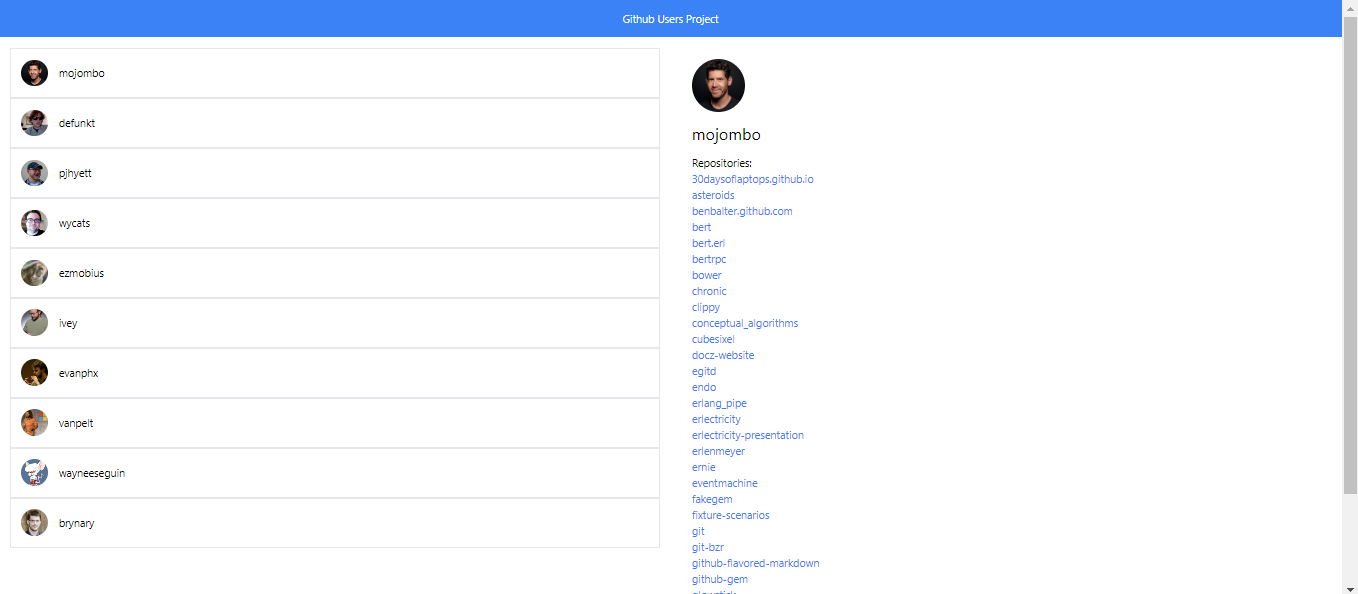 Github Users Project
mojombo
defunkt
pjhyett
wycats
ezmobius
ivey
evanphx
vanpelt
wayneeseguin
brynary
mojombo
Repositories:
30daysoflaptops.github.io
asteroids
benbalter.github.com
bert
bert.erl
bertrpc
bower
chronic
clippy
conceptual_algorithms
cubesixel
docz-website
egitd
endo
erlang_pipe
erlectricity
erlectricity-presentation
erlenmeyer
ernie
eventmachine
fakegem
fixture-scenarios
git
git-bzr
github-flavored-markdown
github-gem